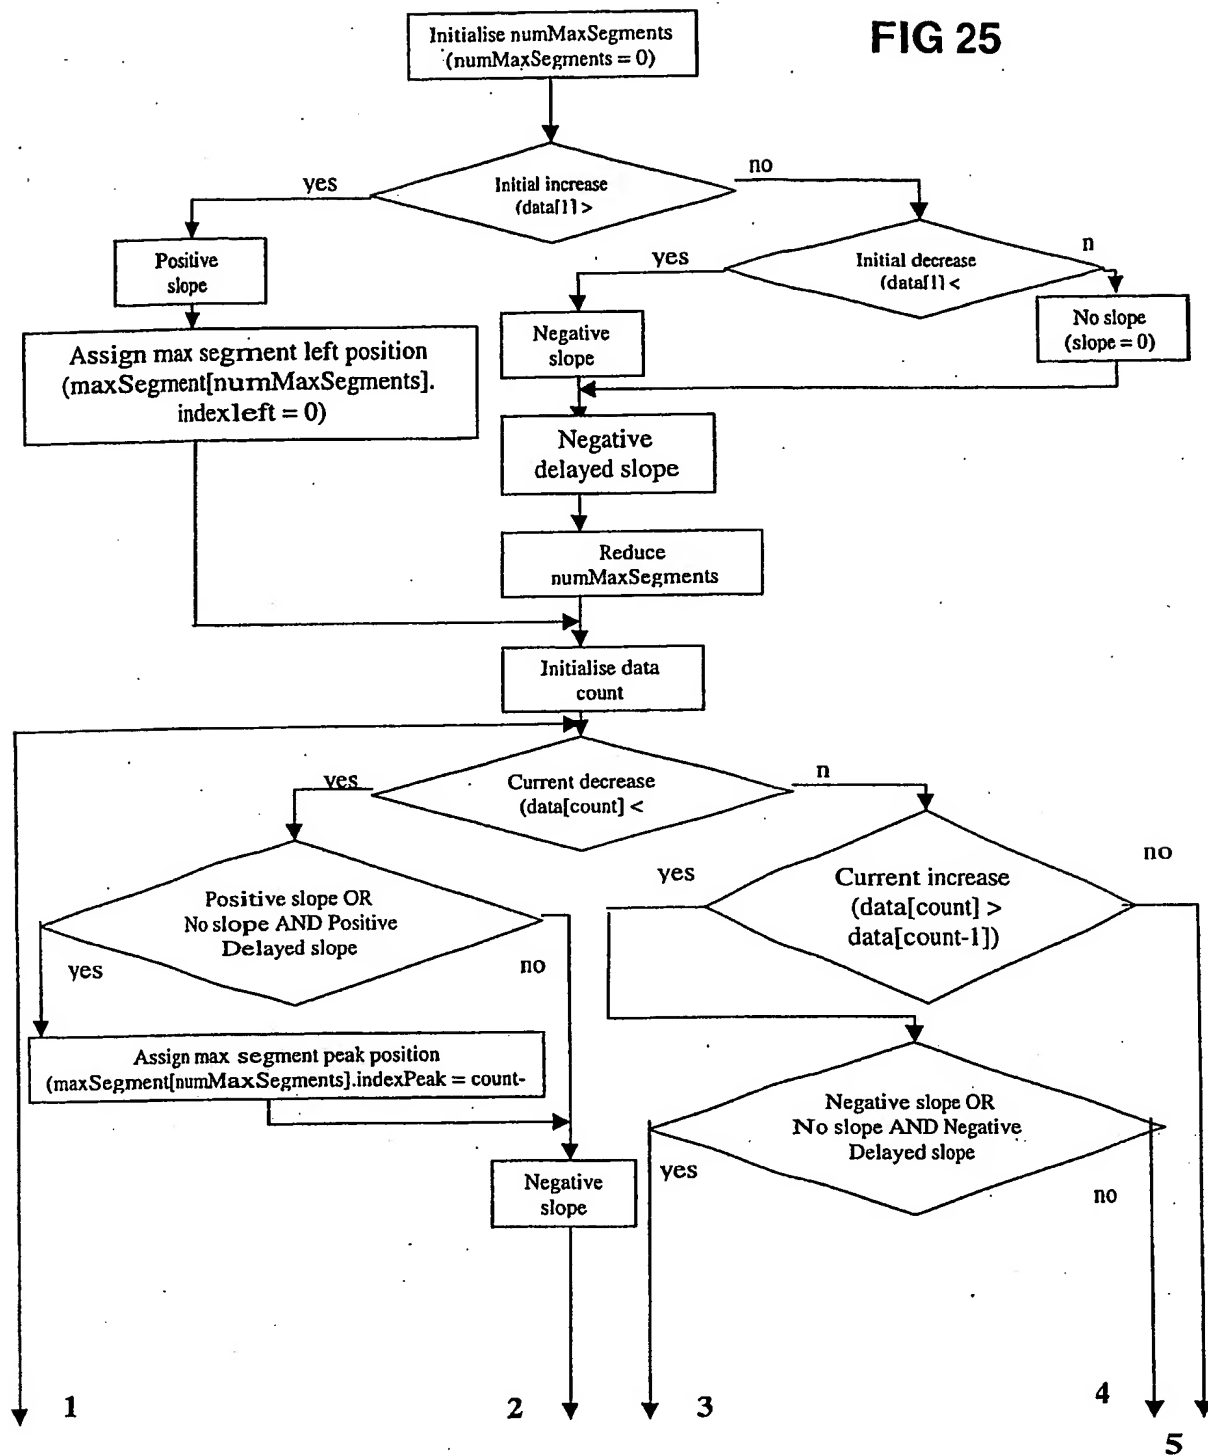 FIG 25
Initialise numMaxSegments
(numMaxSegments = 0)
yes
Initial increase
(data[1] >
no
Positive
slope
yes
Initial decrease
(data[1] <
n
Negative
slope
No slope
(slope = 0)
Assign max segment left position
(maxSegment[numMaxSegments].
indexleft = 0)
Negative
delayed slope
Reduce
numMaxSegments
Initialise data
count
yes
Current decrease
(data[count] <
n
Positive slope OR
No slope AND Positive
Delayed slope
yes
no
yes
Current increase
(data[count] >
data[count-1])
no
Assign max segment peak position
(maxSegment[numMaxSegments].indexPeak = count-
Negative slope OR
No slope AND Negative
Delayed slope
yes
no
Negative
slope
1
2
3
4
5